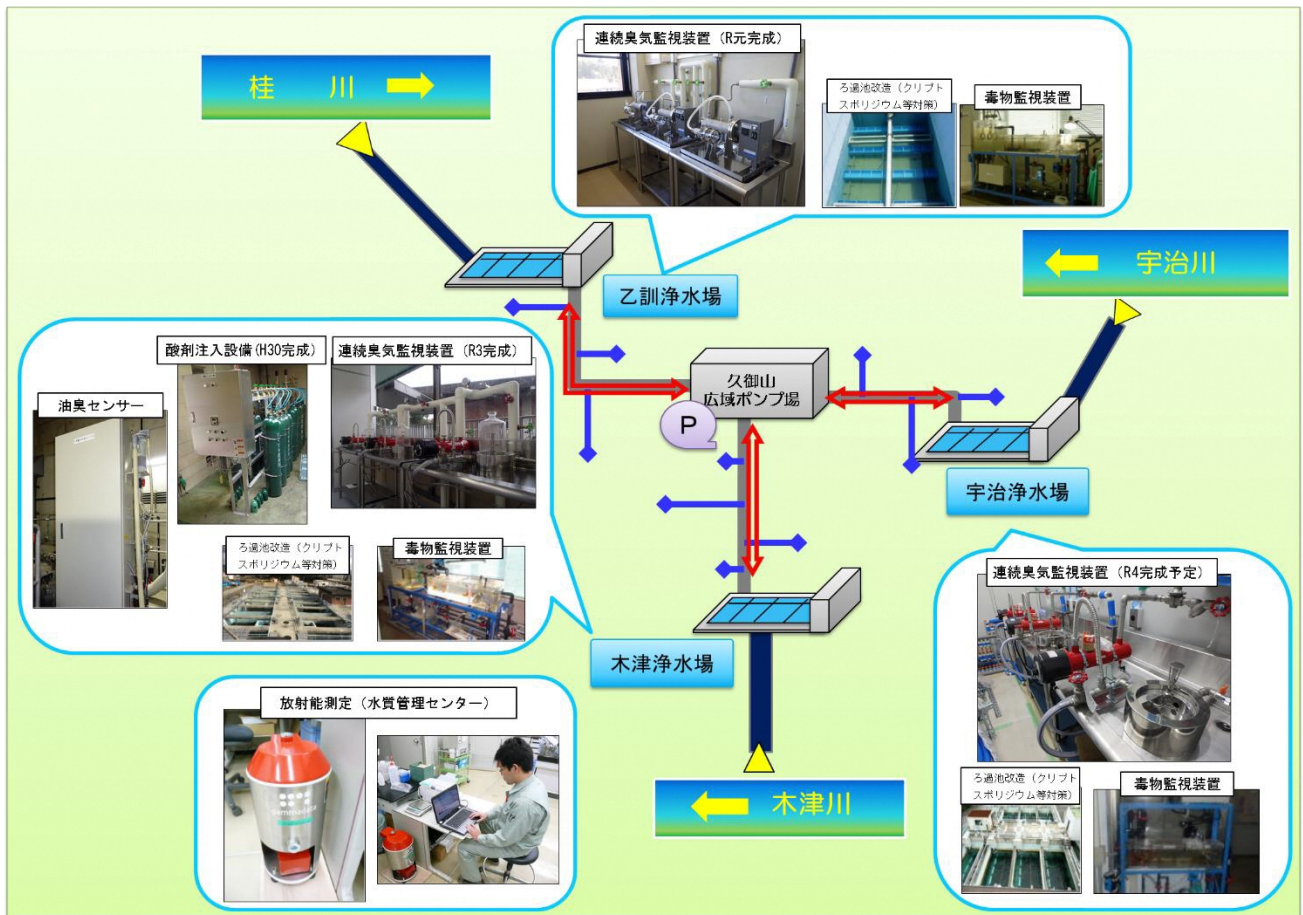 連続臭気監視装置（R元完成）
ろ過池改造（クリプト
スポリジウム等対策）
毒物監視装置
桂　川
宇治川
乙訓浄水場
酸剤注入設備(H30完成)
連続臭気監視装置（R3完成）
油臭センサー
ろ過池改造（クリプト
スポリジウム等対策）
毒物監視装置
久御山
広域ポンプ場
P
宇治浄水場
木津浄水場
連続臭気監視装置（R4完成予定）
ろ過池改造（クリプト
スポリジウム等対策）
毒物監視装置
放射能測定（水質管理センター）
木津川